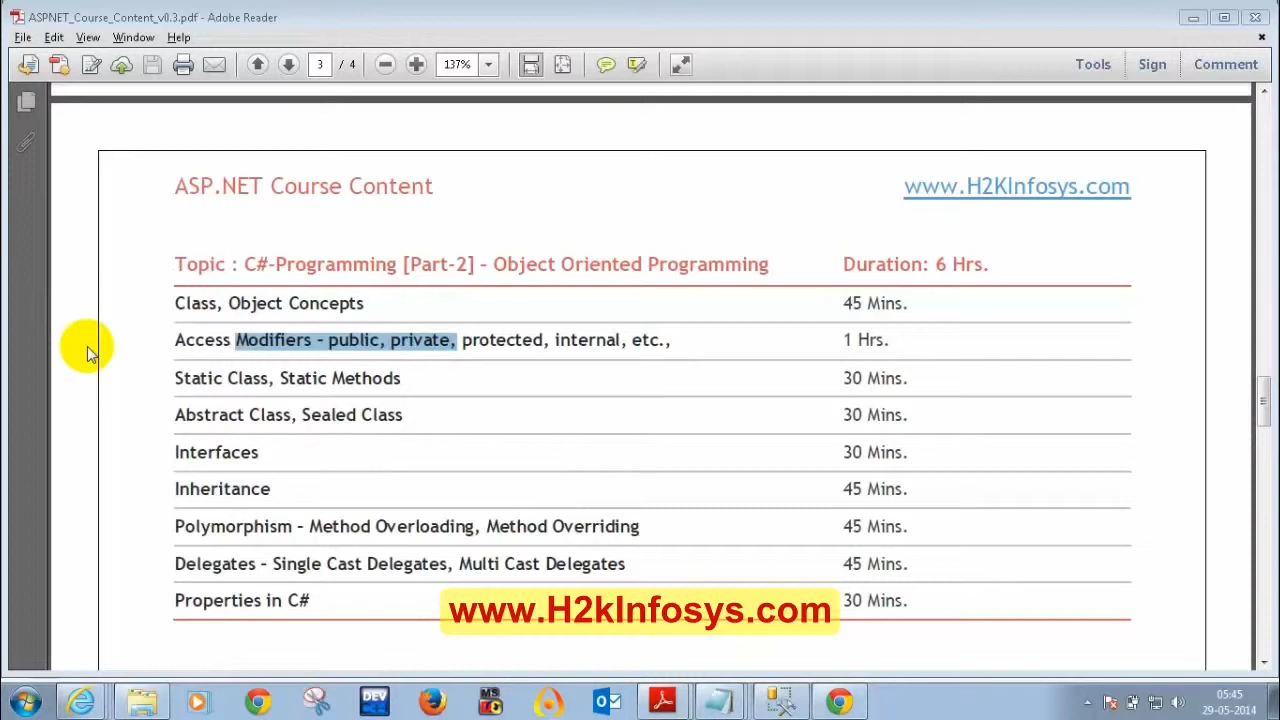 ASPNET_Course_Content_v0.3.pdf - Adobe Reader
File Edit View Window Help
3 / 4 137% Tools Sign Comment
ASP.NET Course Content www.H2KInfosys.com
Topic : C#-Programming [Part-2] - Object Oriented Programming Duration: 6 Hrs.
Class, Object Concepts 45 Mins.
Access Modifiers - public, private, protected, internal, etc., 1 Hrs.
Static Class, Static Methods 30 Mins.
Abstract Class, Sealed Class 30 Mins.
Interfaces 30 Mins.
Inheritance 45 Mins.
Polymorphism - Method Overloading, Method Overriding 45 Mins.
Delegates - Single Cast Delegates, Multi Cast Delegates 45 Mins.
Properties in C# 30 Mins.
www.H2kInfosys.com
DEV MS 05:45
29-05-2014